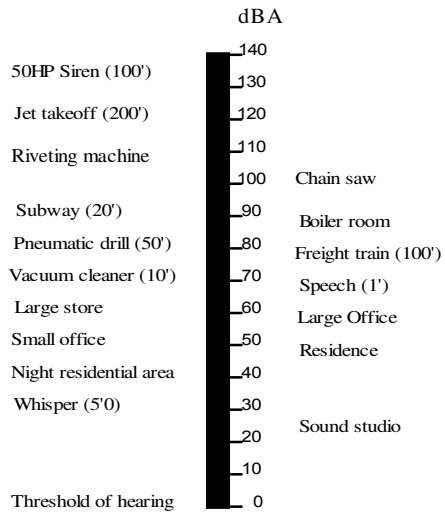 dBA
140
50HP Siren (100')
130
Jet takeoff (200')
120
110
Riveting machine
100
Chain saw
Subway (20')
90
Boiler room
Pneumatic drill (50')
80
Freight train (100')
Vacuum cleaner (10')
70
Speech (1')
Large store
60
Large Office
Small office
50
Residence
Night residential area
40
Whisper (5'0)
30
Sound studio
20
10
Threshold of hearing
0